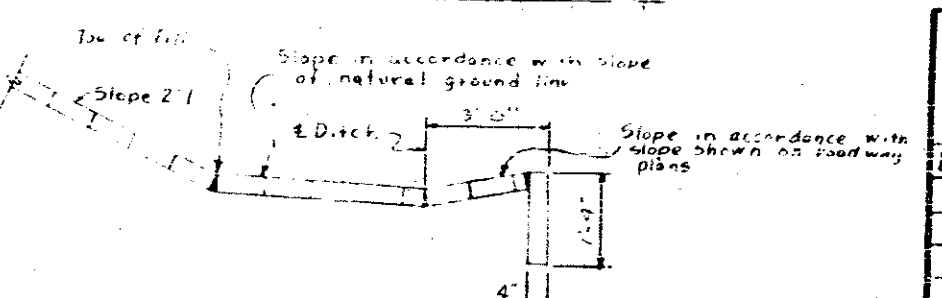 Toe of fill
Slope in accordance with slope
of natural ground line
Slope 2:1
3'-0"
℄ Ditch
Slope in accordance with
slope shown on roadway
plans
4"